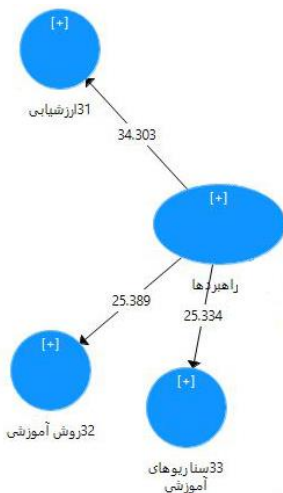 [+]
31ارزشیابی
34.303
[+]
راهبردها
25.389
25.334
[+]
32روش آموزشی
[+]
33سناریوهای
آموزشی